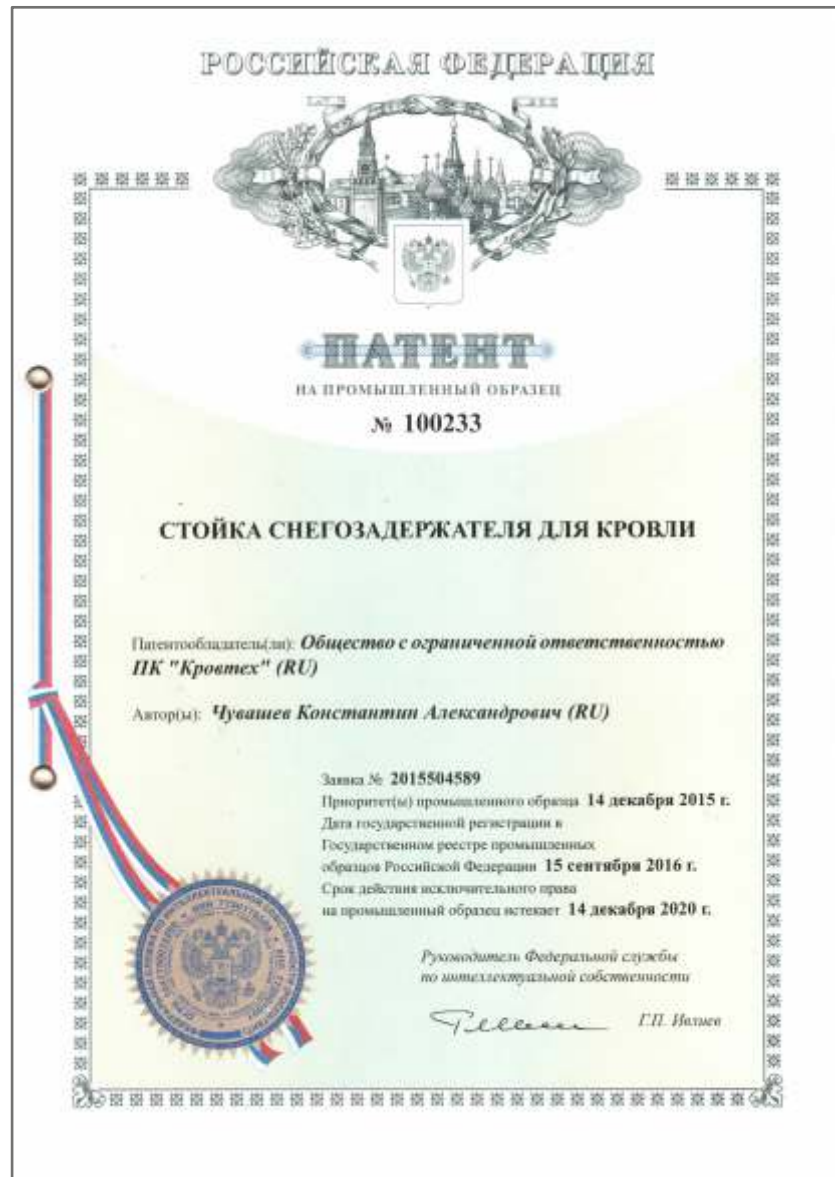 РОССИЙСКАЯ ФЕДЕРАЦИЯ
ПАТЕНТ
НА ПРОМЫШЛЕННЫЙ ОБРАЗЕЦ
№ 100233
СТОЙКА СНЕГОЗАДЕРЖАТЕЛЯ ДЛЯ КРОВЛИ
Патентообладатель(ли): Общество с ограниченной ответственностью
ПК "Кровтех" (RU)
Автор(ы): Чувашев Константин Александрович (RU)
Заявка № 2015504589
Приоритет(ы) промышленного образца 14 декабря 2015 г.
Дата государственной регистрации в
Государственном реестре промышленных
образцов Российской Федерации 15 сентября 2016 г.
Срок действия исключительного права
на промышленный образец истекает 14 декабря 2020 г.
Руководитель Федеральной службы
по интеллектуальной собственности
Г.П. Ивлиев